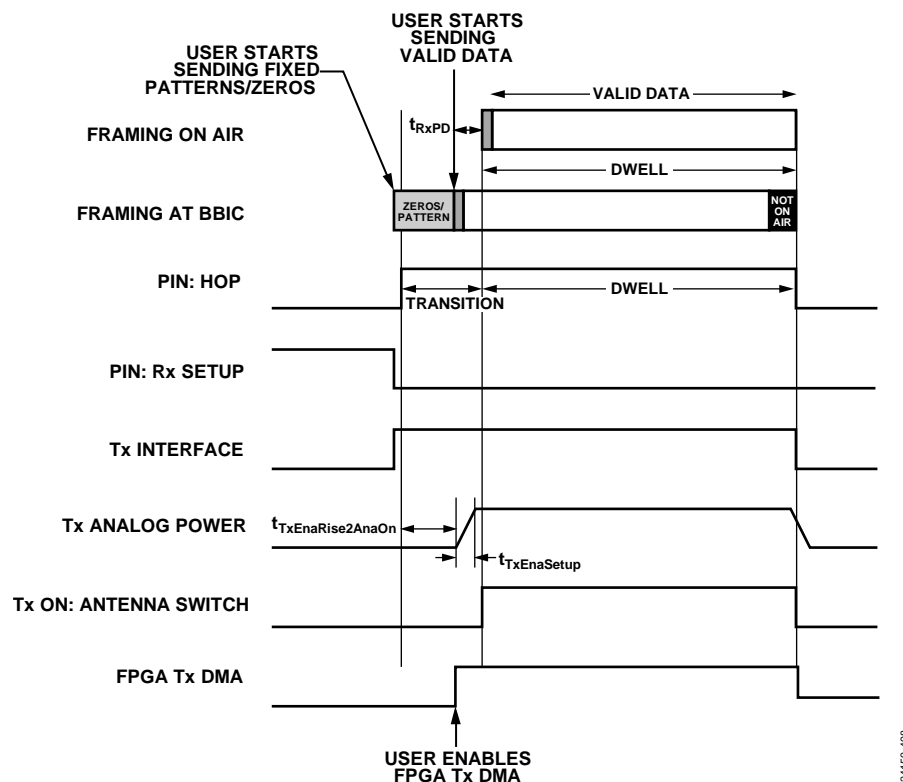 USER STARTS
SENDING
VALID DATA
USER STARTS
SENDING FIXED
PATTERNS/ZEROS
VALID DATA
tRxPD
FRAMING ON AIR
DWELL
FRAMING AT BBIC
ZEROS/
PATTERN
NOT
ON
AIR
PIN: HOP
DWELL
TRANSITION
PIN: Rx SETUP
Tx INTERFACE
Tx ANALOG POWER
tTxEnaRise2AnaOn
tTxEnaSetup
Tx ON: ANTENNA SWITCH
FPGA Tx DMA
USER ENABLES
FPGA Tx DMA